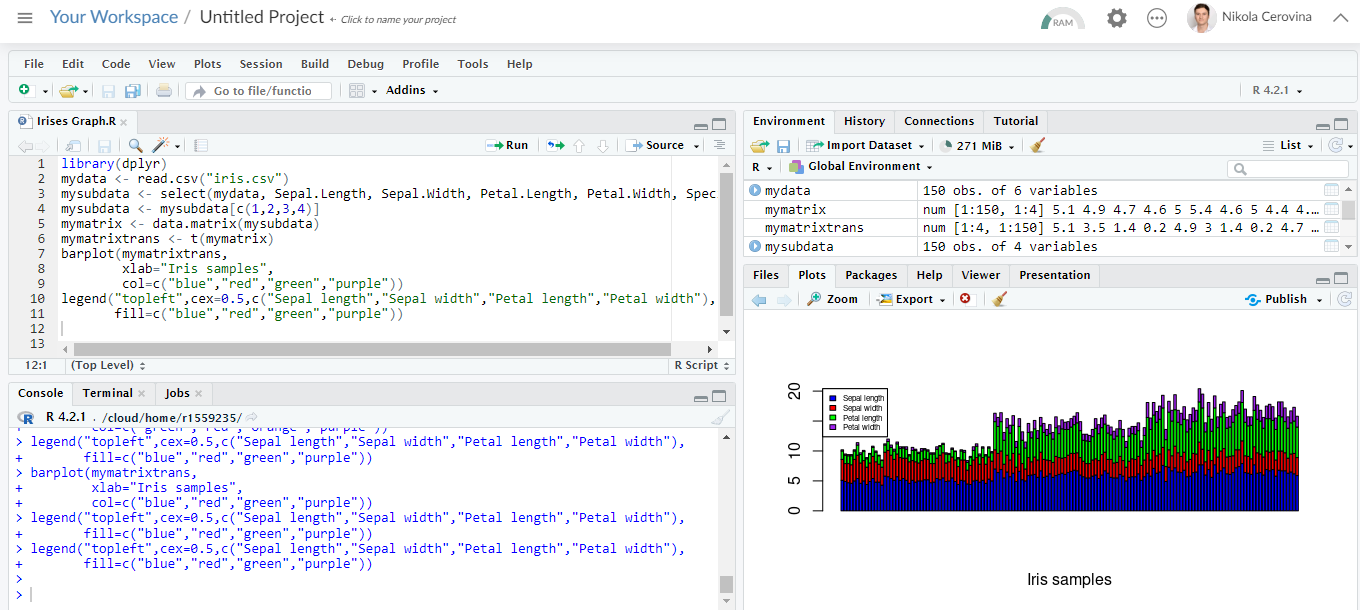 Your Workspace / Untitled Project ← Click to name your project
RAM
Nikola Cerovina
File Edit Code View Plots Session Build Debug Profile Tools Help
Go to file/functio
Addins
R 4.2.1
Irises Graph.R
Run
Source
1 library(dplyr)
2 mydata <- read.csv("iris.csv")
3 mysubdata <- select(mydata, Sepal.Length, Sepal.Width, Petal.Length, Petal.Width, Spec
4 mysubdata <- mysubdata[c(1,2,3,4)]
5 mymatrix <- data.matrix(mysubdata)
6 mymatrixtrans <- t(mymatrix)
7 barplot(mymatrixtrans,
8 xlab="Iris samples",
9 col=c("blue","red","green","purple"))
10 legend("topleft",cex=0.5,c("Sepal length","Sepal width","Petal length","Petal width"),
11 fill=c("blue","red","green","purple"))
12
13
12:1 (Top Level) R Script
Console Terminal Jobs
R 4.2.1 . /cloud/home/r1559235/
+ col=c("green","red","orange","purple"))
> legend("topleft",cex=0.5,c("Sepal length","Sepal width","Petal length","Petal width"),
+ fill=c("blue","red","green","purple"))
> barplot(mymatrixtrans,
+ xlab="Iris samples",
+ col=c("blue","red","green","purple"))
> legend("topleft",cex=0.5,c("Sepal length","Sepal width","Petal length","Petal width"),
+ fill=c("blue","red","green","purple"))
> legend("topleft",cex=0.5,c("Sepal length","Sepal width","Petal length","Petal width"),
+ fill=c("blue","red","green","purple"))
>
>
Environment History Connections Tutorial
Import Dataset 271 MiB List
R Global Environment
mydata 150 obs. of 6 variables
mymatrix num [1:150, 1:4] 5.1 4.9 4.7 4.6 5 5.4 4.6 5 4.4 4....
mymatrixtrans num [1:4, 1:150] 5.1 3.5 1.4 0.2 4.9 3 1.4 0.2 4.7 ...
mysubdata 150 obs. of 4 variables
Files Plots Packages Help Viewer Presentation
Zoom Export Publish
20
10
5
0
Sepal length
Sepal width
Petal length
Petal width
Iris samples